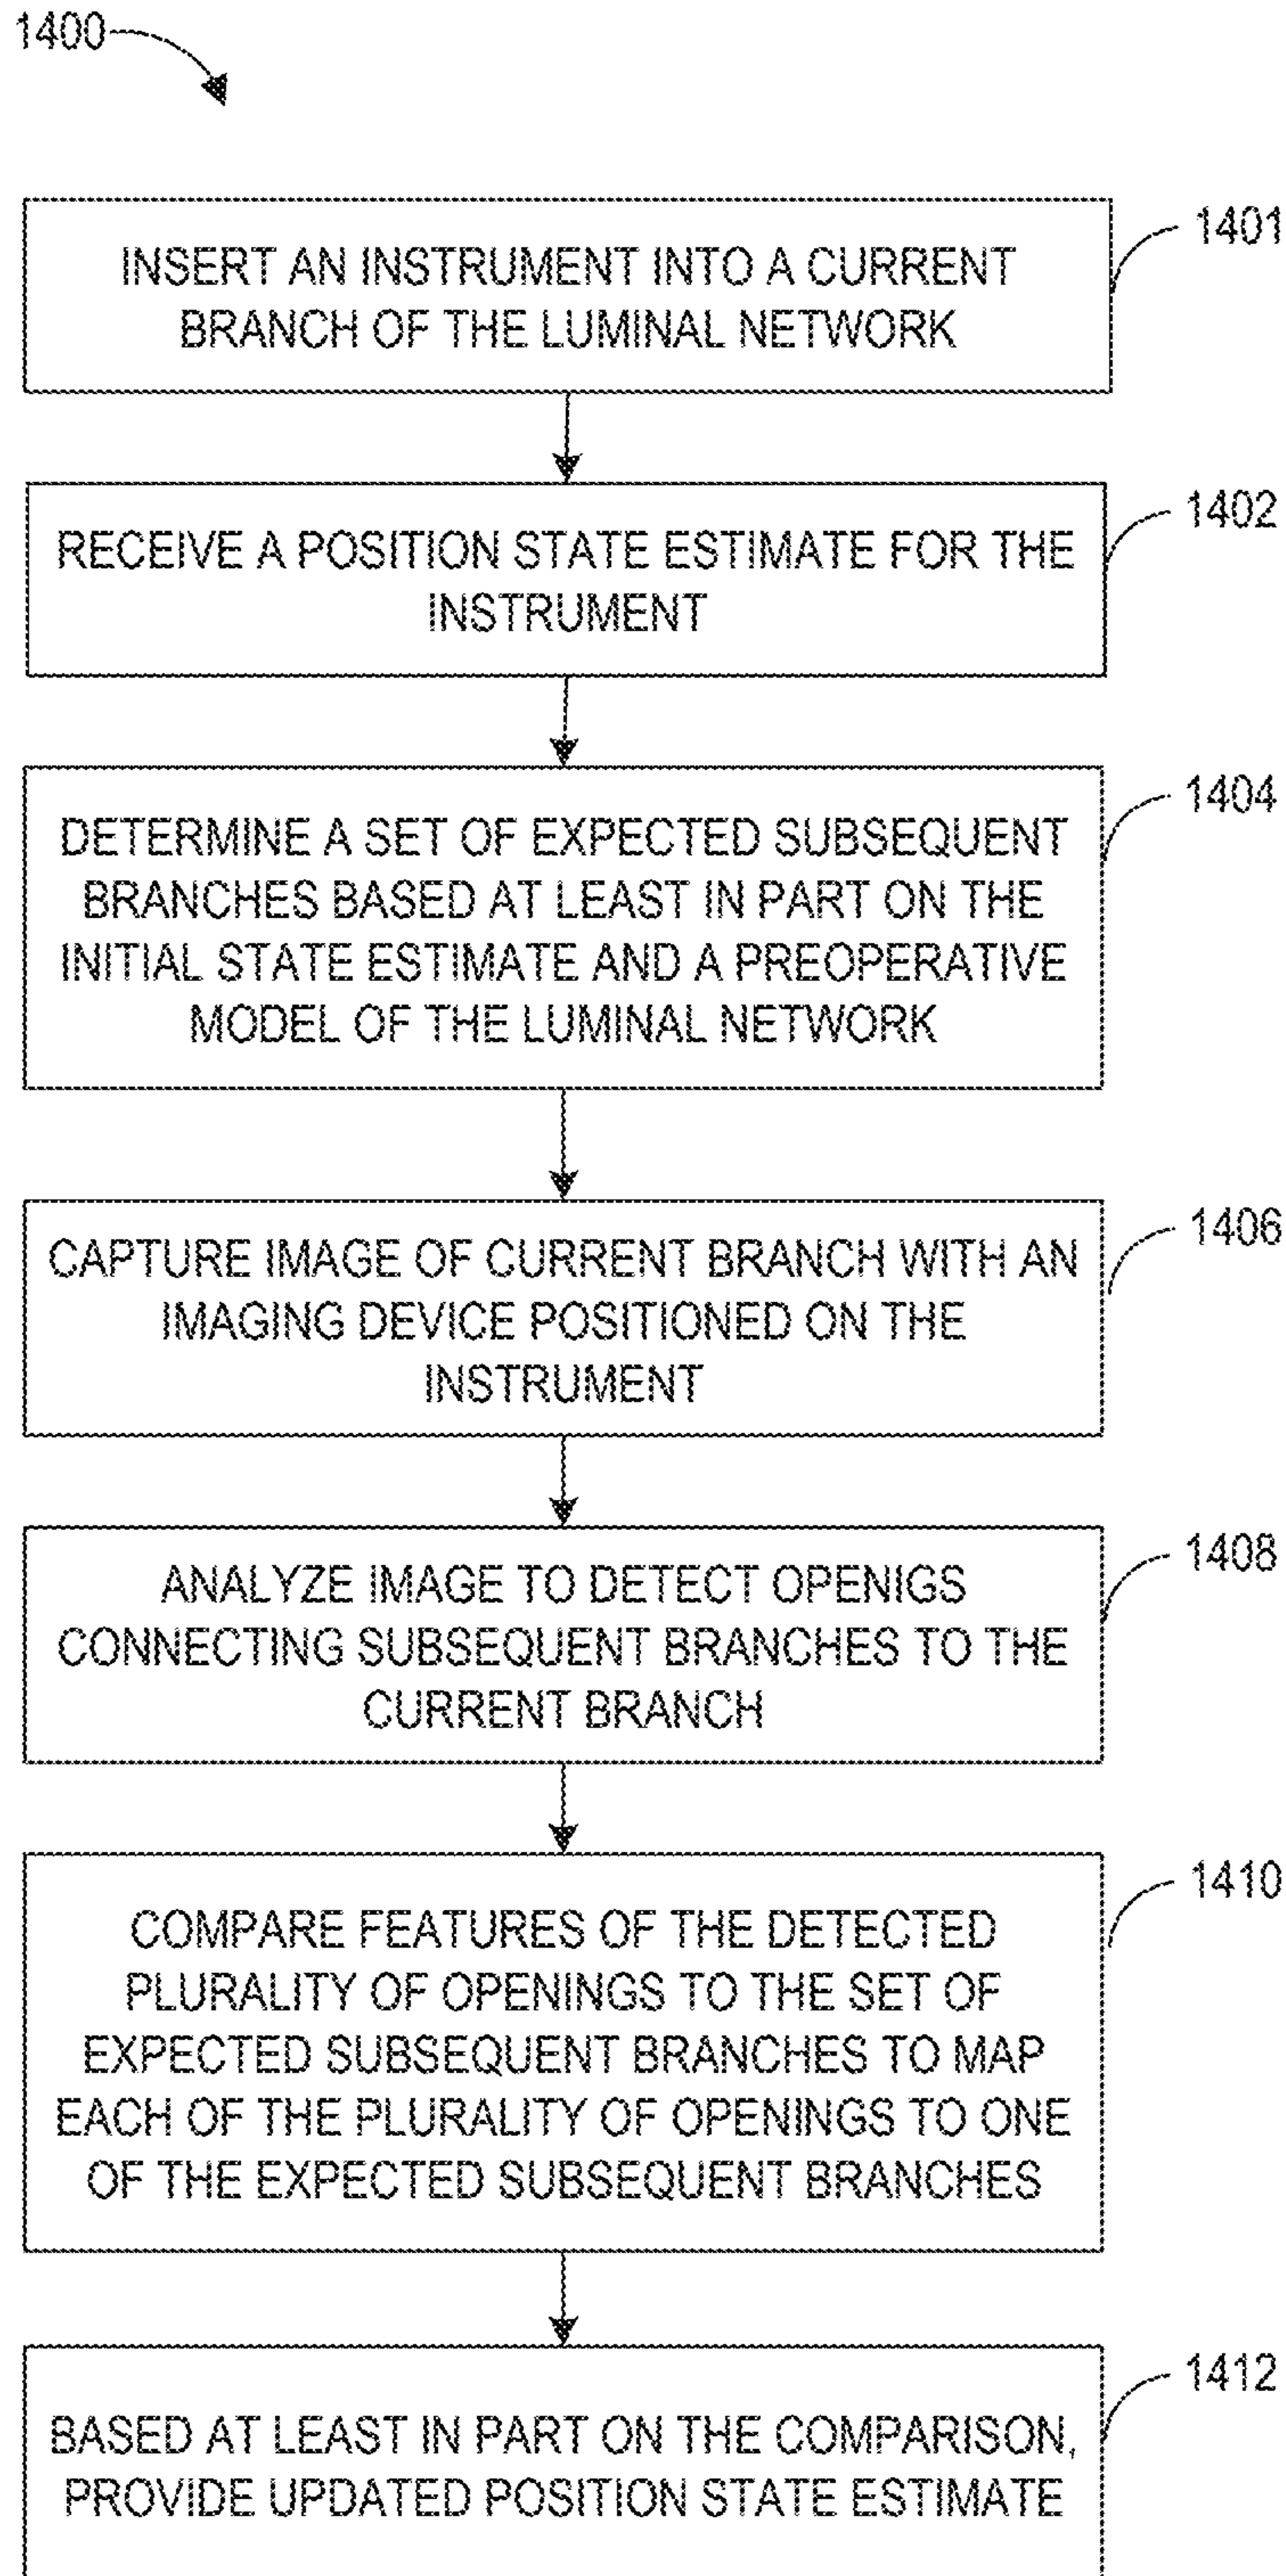 1400
INSERT AN INSTRUMENT INTO A CURRENT
BRANCH OF THE LUMINAL NETWORK
1401
RECEIVE A POSITION STATE ESTIMATE FOR THE
INSTRUMENT
1402
DETERMINE A SET OF EXPECTED SUBSEQUENT
BRANCHES BASED AT LEAST IN PART ON THE
INITIAL STATE ESTIMATE AND A PREOPERATIVE
MODEL OF THE LUMINAL NETWORK
1404
CAPTURE IMAGE OF CURRENT BRANCH WITH AN
IMAGING DEVICE POSITIONED ON THE
INSTRUMENT
1406
ANALYZE IMAGE TO DETECT OPENIGS
CONNECTING SUBSEQUENT BRANCHES TO THE
CURRENT BRANCH
1408
COMPARE FEATURES OF THE DETECTED
PLURALITY OF OPENINGS TO THE SET OF
EXPECTED SUBSEQUENT BRANCHES TO MAP
EACH OF THE PLURALITY OF OPENINGS TO ONE
OF THE EXPECTED SUBSEQUENT BRANCHES
1410
BASED AT LEAST IN PART ON THE COMPARISON,
PROVIDE UPDATED POSITION STATE ESTIMATE
1412